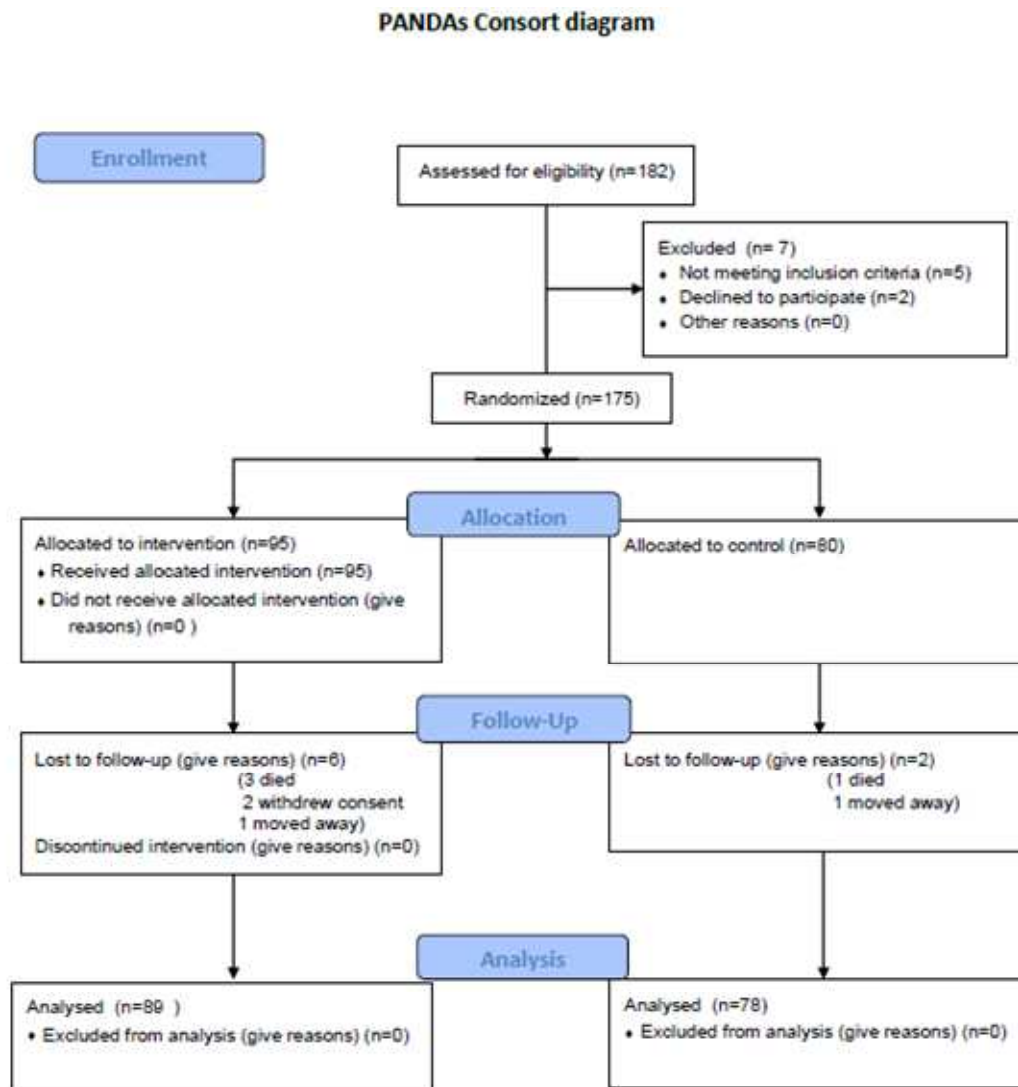 PANDAs Consort diagram
Enrollment
Assessed for eligibility (n=182)
Excluded (n= 7)
♦ Not meeting inclusion criteria (n=5)
♦ Declined to participate (n=2)
♦ Other reasons (n=0)
Randomized (n=175)
Allocation
Allocated to intervention (n=95)
♦ Received allocated intervention (n=95)
♦ Did not receive allocated intervention (give
reasons) (n=0 )
Allocated to control (n=80)
Follow-Up
Lost to follow-up (give reasons) (n=6)
(3 died
2 withdrew consent
1 moved away)
Discontinued intervention (give reasons) (n=0)
Lost to follow-up (give reasons) (n=2)
(1 died
1 moved away)
Analysis
Analysed (n=89 )
♦ Excluded from analysis (give reasons) (n=0)
Analysed (n=78)
♦ Excluded from analysis (give reasons) (n=0)